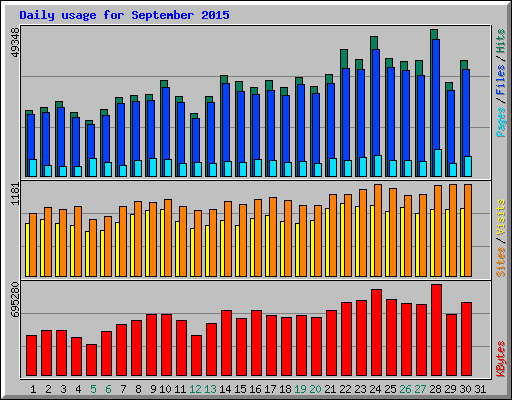 Daily usage for September 2015
49348
Pages / Files / Hits
1181
Sites / Visits
695280
KBytes
1 2 3 4 5 6 7 8 9 10 11 12 13 14 15 16 17 18 19 20 21 22 23 24 25 26 27 28 29 30 31